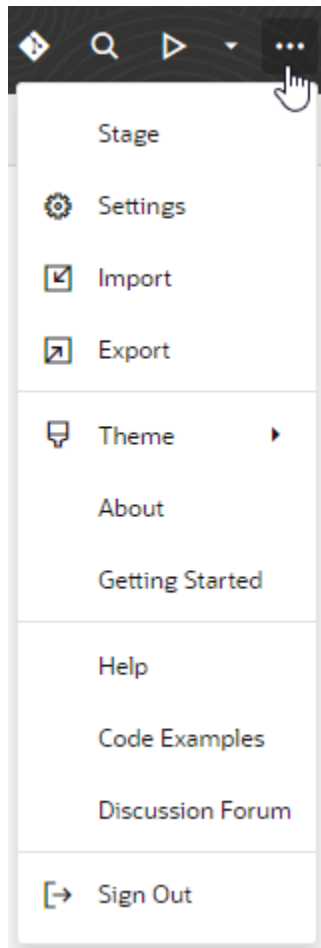 Stage
Settings
Import
Export
Theme
About
Getting Started
Help
Code Examples
Discussion Forum
Sign Out